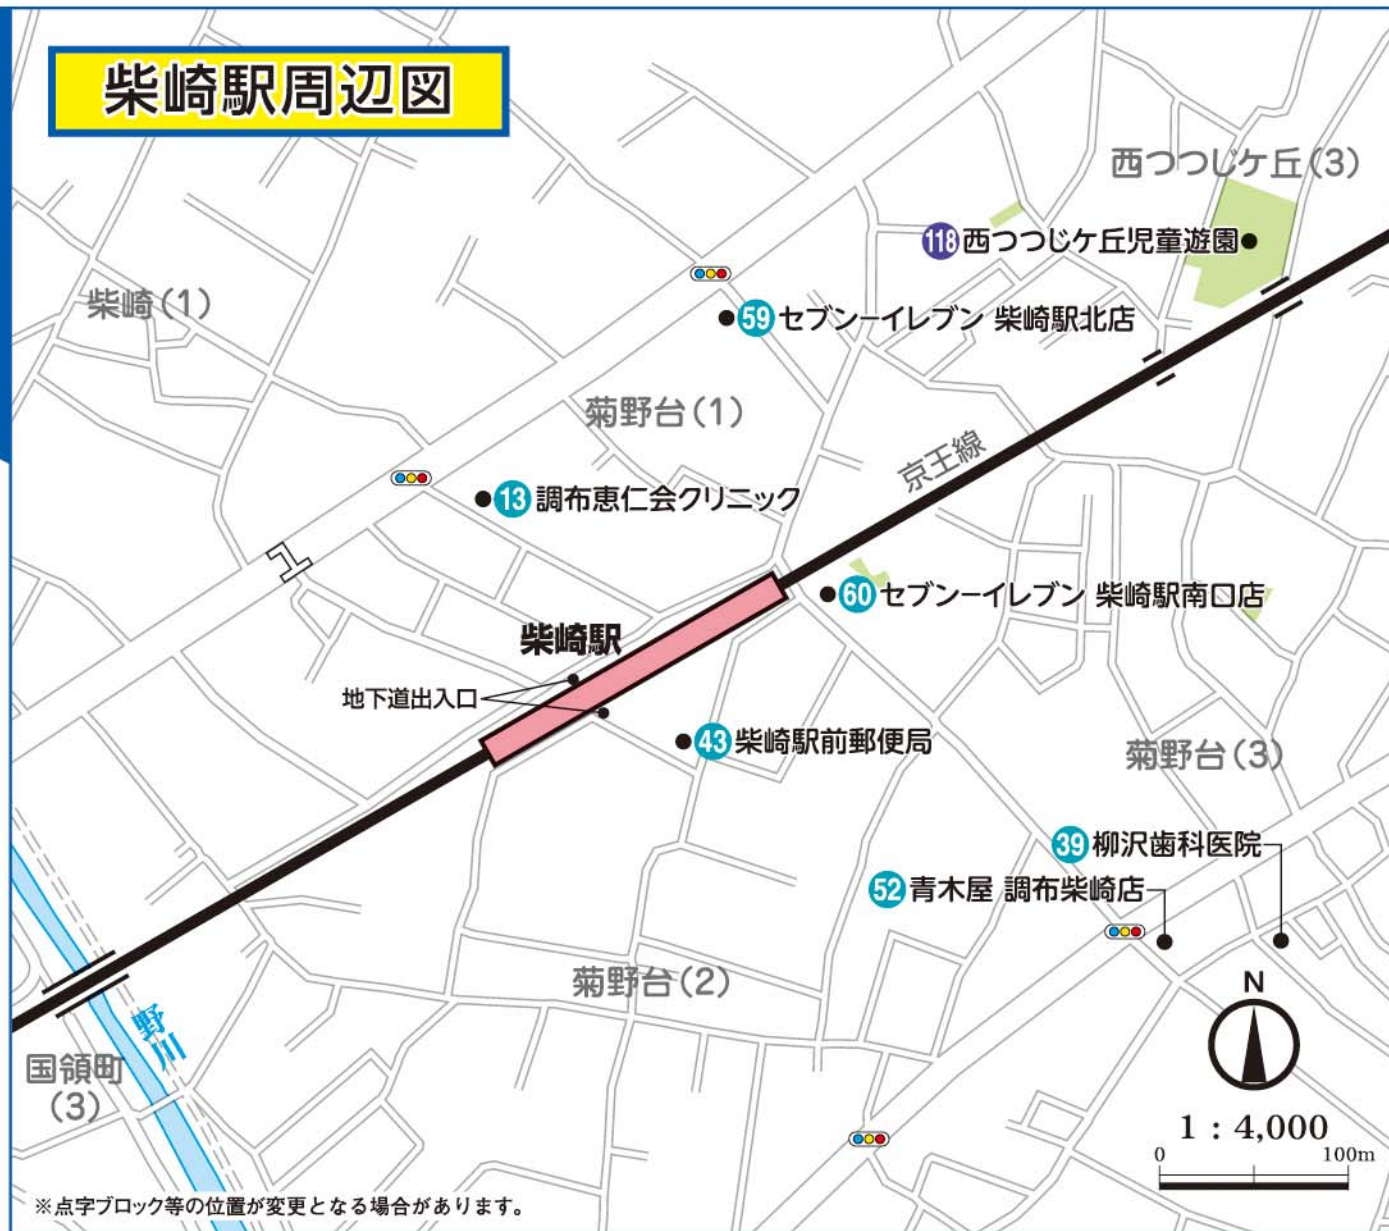 柴崎駅周辺図
西つつじケ丘(3)
118 西つつじケ丘児童遊園
柴崎(1)
59 セブン-イレブン 柴崎駅北店
菊野台(1)
京王線
13 調布恵仁会クリニック
60 セブン-イレブン 柴崎駅南口店
柴崎駅
地下道出入口
43 柴崎駅前郵便局
菊野台(3)
39 柳沢歯科医院
52 青木屋 調布柴崎店
菊野台(2)
N
野川
国領町
(3)
1:4,000
0 100m
※点字ブロック等の位置が変更となる場合があります。